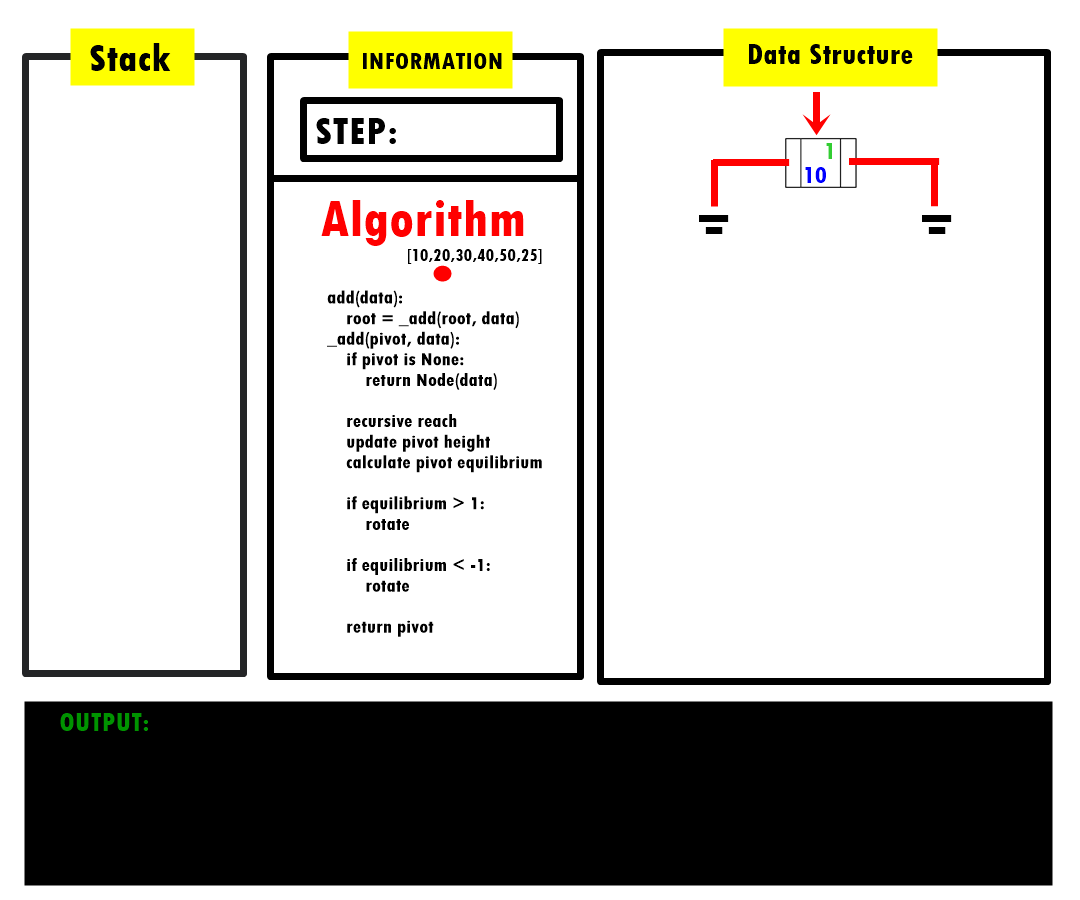 Stack
INFORMATION
STEP:
Algorithm
[10,20,30,40,50,25]
add(data):
root = _add(root, data)
_add(pivot, data):
if pivot is None:
return Node(data)
recursive reach
update pivot height
calculate pivot equilibrium
if equilibrium > 1:
rotate
if equilibrium < -1:
rotate
return pivot
Data Structure
1
10
OUTPUT: